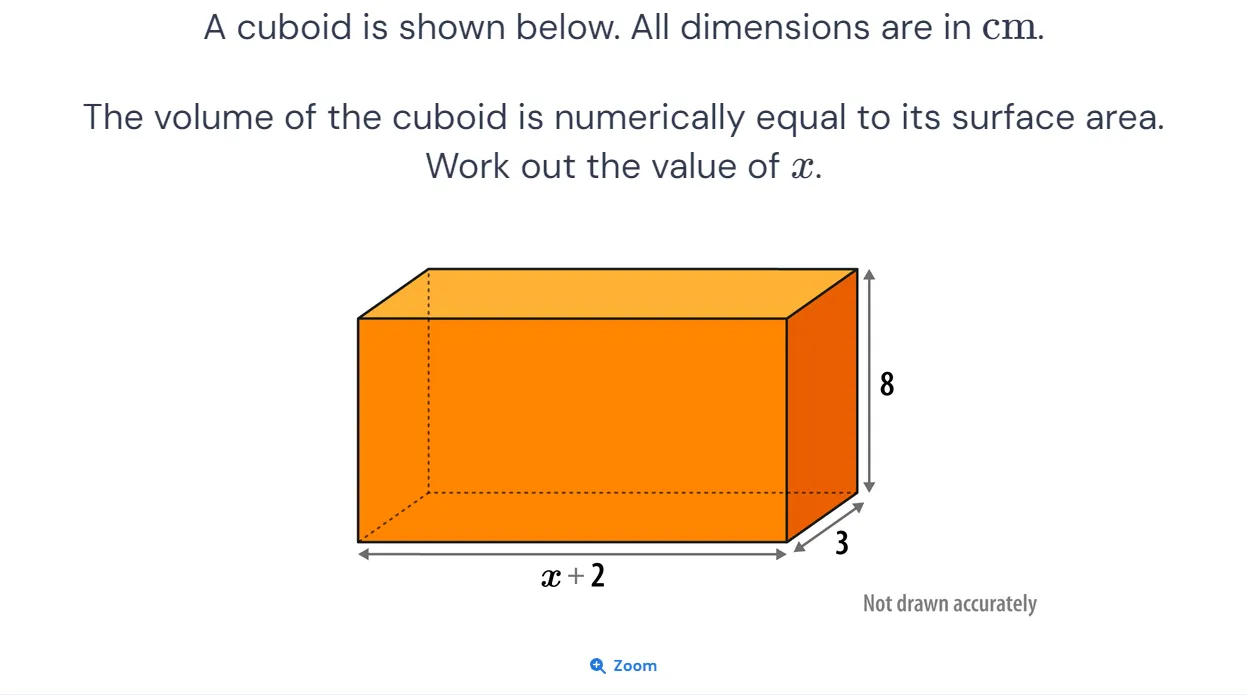 A cuboid is shown below. All dimensions are in cm.
The volume of the cuboid is numerically equal to its surface area.
Work out the value of x.
8
3
x + 2
Not drawn accurately
Zoom